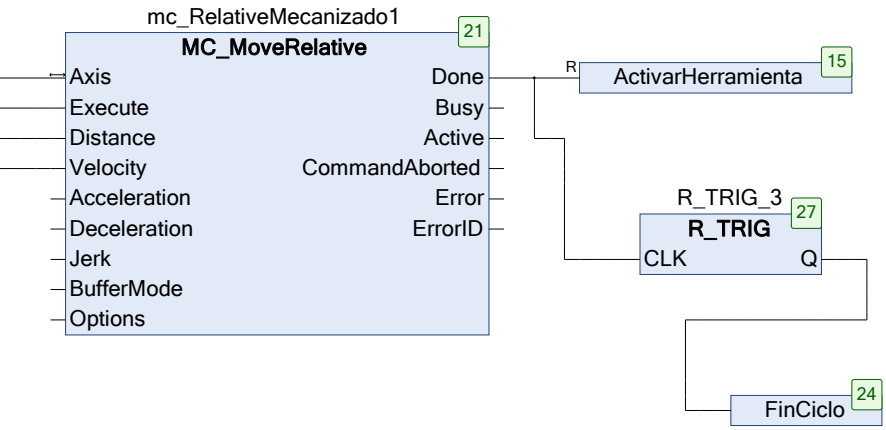 mc_RelativeMecanizado1
21
MC_MoveRelative
Axis
Done
R
ActivarHerramienta
15
Execute
Busy
Distance
Active
Velocity
CommandAborted
Acceleration
Error
Deceleration
ErrorID
Jerk
BufferMode
Options
R_TRIG_3
27
R_TRIG
CLK
Q
FinCiclo
24